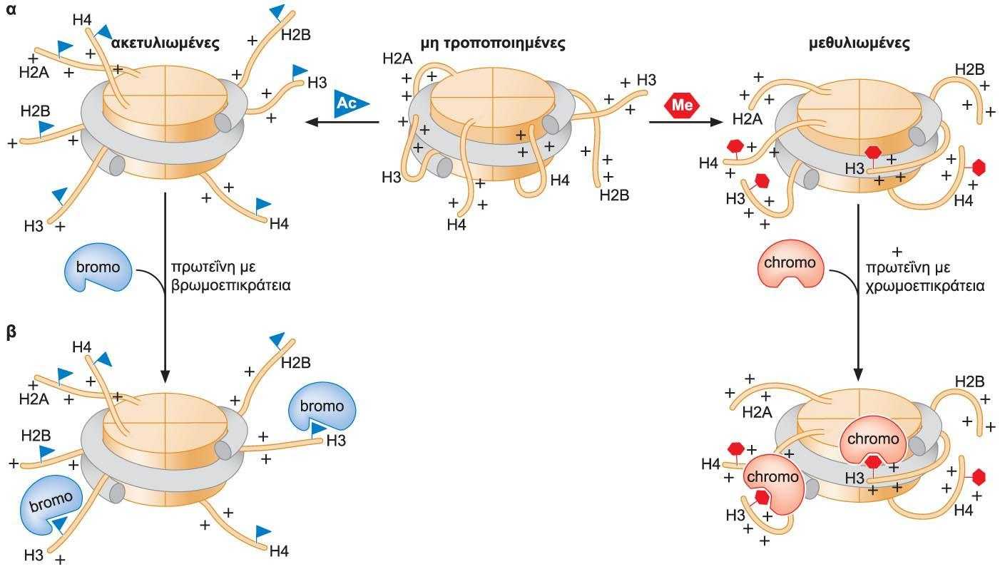 α
ακετυλιωμένες
μη τροποποιημένες
μεθυλιωμένες
H4
H2B
H2A
H3
H2B
H3
H4
Ac
H2A
H3
H3
H4
H4
H2B
Me
H2B
H2A
H4
H3
H3
H4
bromo
πρωτεΐνη με
βρωμοεπικράτεια
chromo
+
πρωτεΐνη με
χρωμοεπικράτεια
β
H4
H2B
H2A
bromo
H2B
H3
bromo
H3
H4
H2B
H2A
chromo
H4
chromo
H3
H3
H4